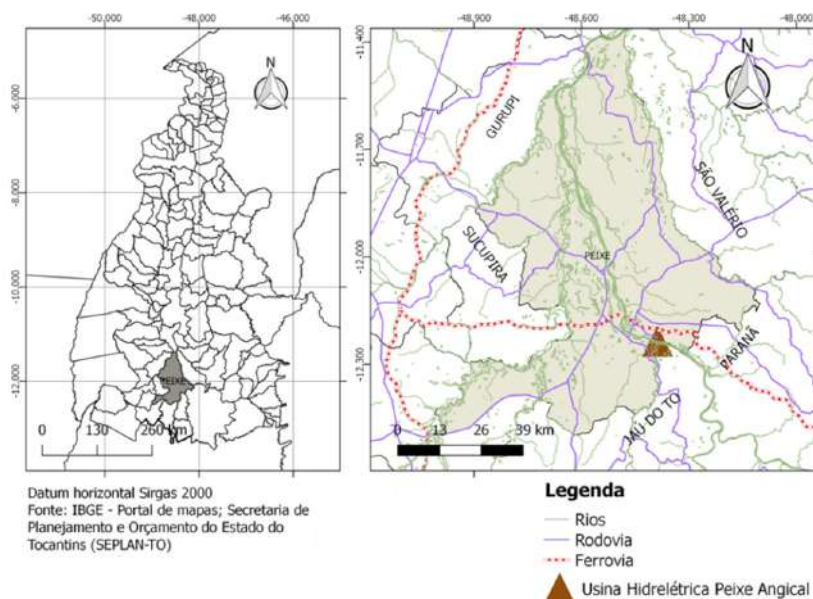 -50,000
-48,000
-46,000
-6,000
-8,000
-10,000
-12,000
N
PEIXE
0 130 260 km
-48,900
-48,600
-48,300
-48,000
-11,400
-11,700
-12,000
-12,300
N
GURUPI
SÃO VALÉRIO
SUCUPIRA
PEIXE
PARANÃ
JAÚ DO TO
0 13 26 39 km
Datum horizontal Sirgas 2000
Fonte: IBGE - Portal de mapas; Secretaria de
Planejamento e Orçamento do Estado do
Tocantins (SEPLAN-TO)
Legenda
Rios
Rodovia
Ferrovia
Usina Hidrelétrica Peixe Angical